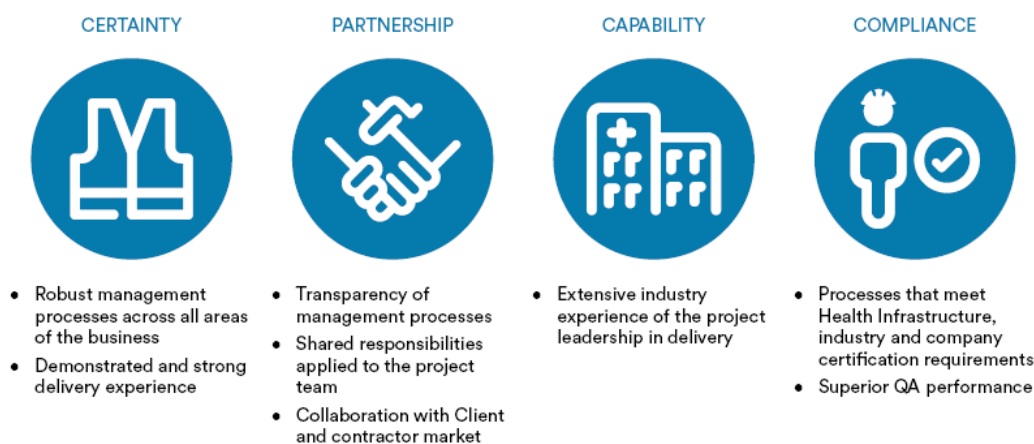 CERTAINTY
PARTNERSHIP
CAPABILITY
COMPLIANCE
• Robust management
processes across all areas
of the business
• Demonstrated and strong
delivery experience
• Transparency of
management processes
• Shared responsibilities
applied to the project
team
• Collaboration with Client
and contractor market
• Extensive industry
experience of the project
leadership in delivery
• Processes that meet
Health Infrastructure,
industry and company
certification requirements
• Superior QA performance